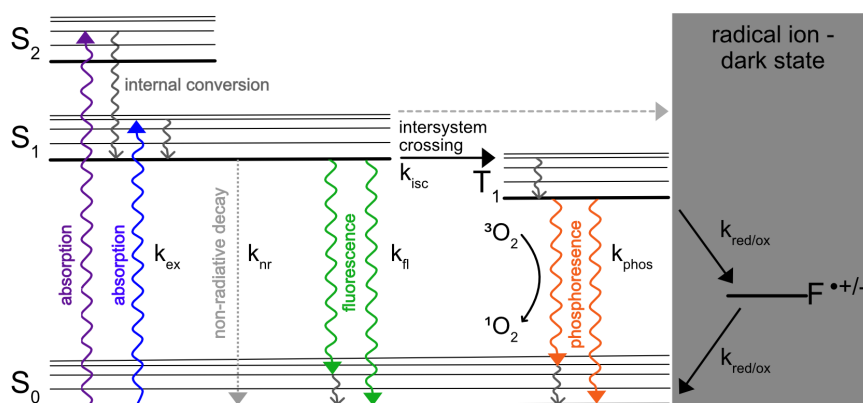 radical ion -
dark state
S2
internal conversion
S1
intersystem
crossing
kisc
T1
absorption
absorption
kex
non-radiative decay
knr
fluorescence
kfl
³O₂
¹O₂
phosphoresence
kphos
kred/ox
F•+/-
kred/ox
S0